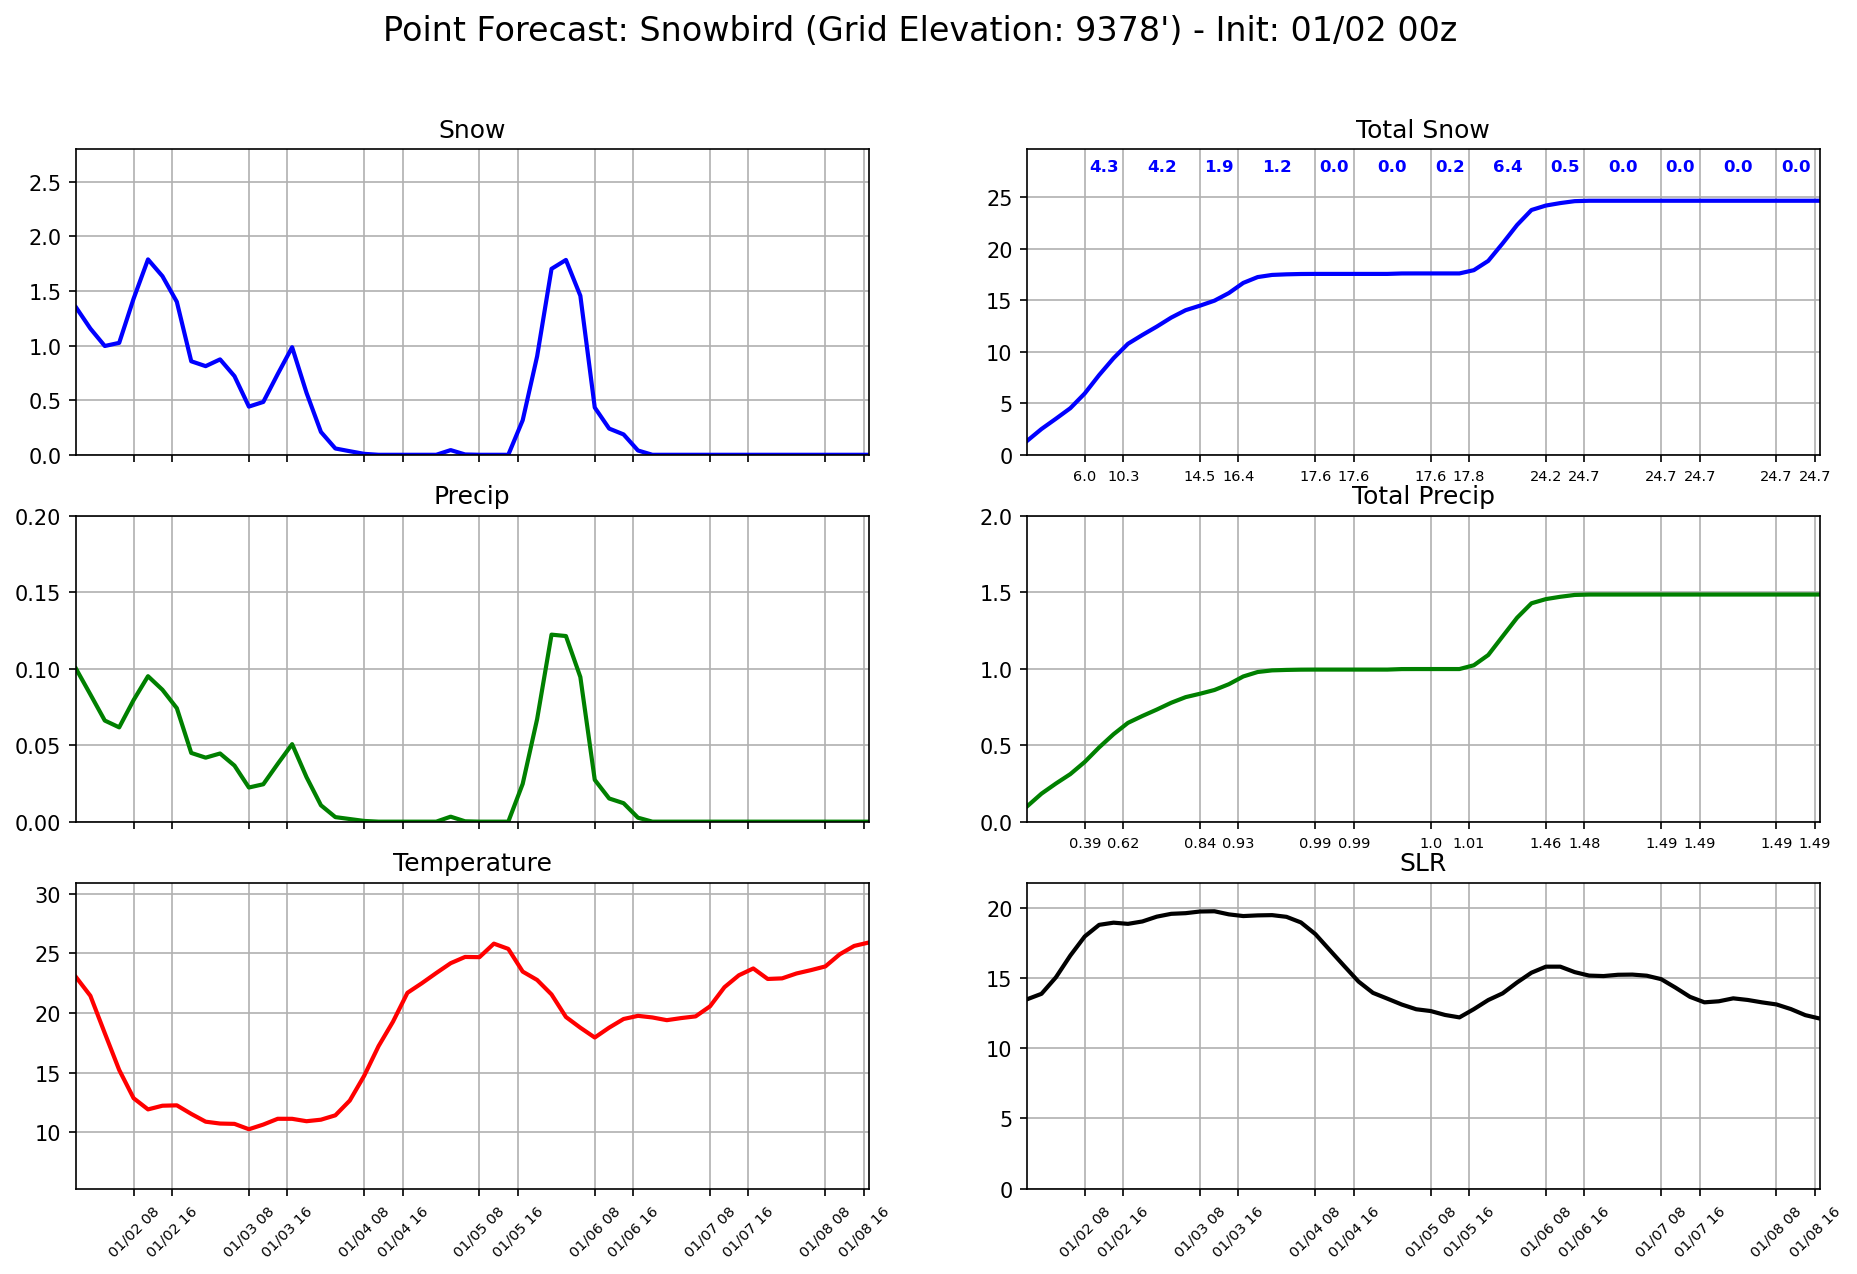 Point Forecast: Snowbird (Grid Elevation: 9378') - Init: 01/02 00z
Snow
2.5
2.0
1.5
1.0
0.5
0.0
Total Snow
4.3 4.2 1.9 1.2 0.0 0.0 0.2 6.4 0.5 0.0 0.0 0.0 0.0
25
20
15
10
5
0
6.0 10.3 14.5 16.4 17.6 17.6 17.6 17.8 24.2 24.7 24.7 24.7 24.7 24.7
Precip
0.20
0.15
0.10
0.05
0.00
Total Precip
2.0
1.5
1.0
0.5
0.0
0.39 0.62 0.84 0.93 0.99 0.99 1.0 1.01 1.46 1.48 1.49 1.49 1.49 1.49
Temperature
30
25
20
15
10
01/02 08 01/02 16 01/03 08 01/03 16 01/04 08 01/04 16 01/05 08 01/05 16 01/06 08 01/06 16 01/07 08 01/07 16 01/08 08 01/08 16
SLR
20
15
10
5
0
01/02 08 01/02 16 01/03 08 01/03 16 01/04 08 01/04 16 01/05 08 01/05 16 01/06 08 01/06 16 01/07 08 01/07 16 01/08 08 01/08 16